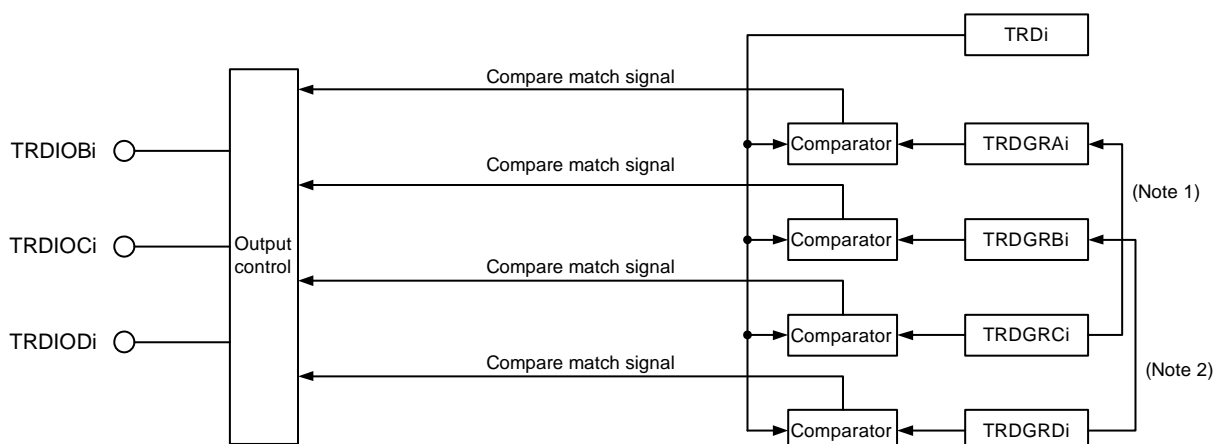 TRDi
Compare match signal
TRDIOBi
Comparator
TRDGRAi
(Note 1)
Compare match signal
TRDIOCi
Output
control
Comparator
TRDGRBi
Compare match signal
TRDIODi
Comparator
TRDGRCi
(Note 2)
Compare match signal
Comparator
TRDGRDi